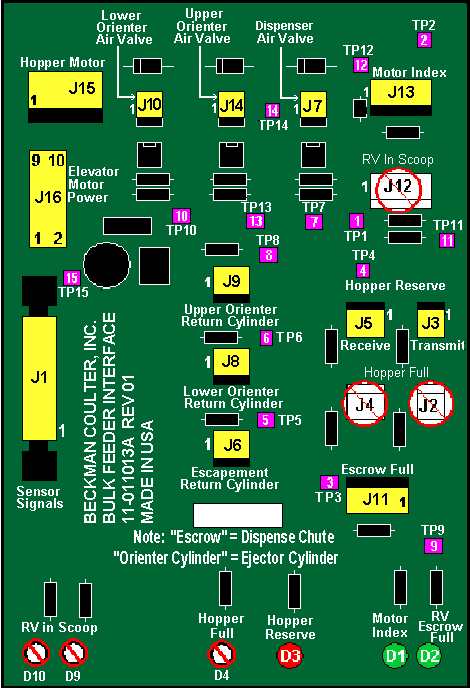 Lower
Orienter
Air Valve
Upper
Orienter
Air Valve
Dispenser
Air Valve
TP2
2
TP12
12
Hopper Motor
1
J15
1
J10
1
J14
1
J7
14
TP14
Motor Index
1
J13
9 10
J16
1 2
Elevator
Motor
Power
RV In Scoop
1
J12
10
TP10
TP13
13
TP7
7
1
TP1
TP11
11
TP8
8
TP4
4
15
TP15
J9
Upper Orienter
Return Cylinder
Hopper Reserve
J5
J3
Receive
Transmit
6
TP6
J8
Lower Orienter
Return Cylinder
Hopper Full
J4
J2
J1
1
Sensor
Signals
BECKMAN COULTER, INC.
BULK FEEDER INTERFACE
11-011013A REV 01
MADE IN USA
5
TP5
J6
Escapement
Return Cylinder
Escrow Full
3
TP3
J11
1
Note: "Escrow" = Dispense Chute
"Orienter Cylinder" = Ejector Cylinder
TP9
9
RV in Scoop
D10
D9
Hopper
Full
D4
Hopper
Reserve
D3
Motor
Index
D1
RV
Escrow
Full
D2